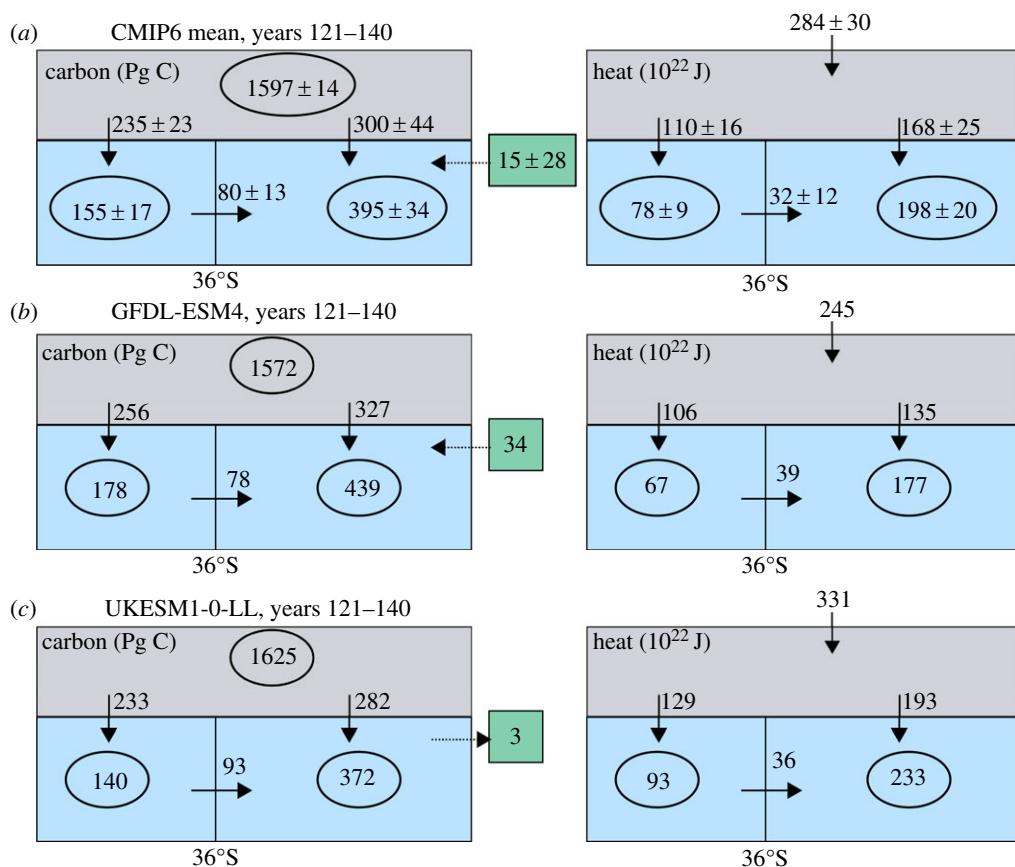 (a) CMIP6 mean, years 121–140
284 ± 30
carbon (Pg C)
1597 ± 14
heat (10²² J)
235 ± 23
300 ± 44
110 ± 16
168 ± 25
15 ± 28
155 ± 17
80 ± 13
395 ± 34
78 ± 9
32 ± 12
198 ± 20
36°S
36°S
(b) GFDL-ESM4, years 121–140
245
carbon (Pg C)
1572
heat (10²² J)
256
327
106
135
34
178
78
439
67
39
177
36°S
36°S
(c) UKESM1-0-LL, years 121–140
331
carbon (Pg C)
1625
heat (10²² J)
233
282
129
193
3
140
93
372
93
36
233
36°S
36°S